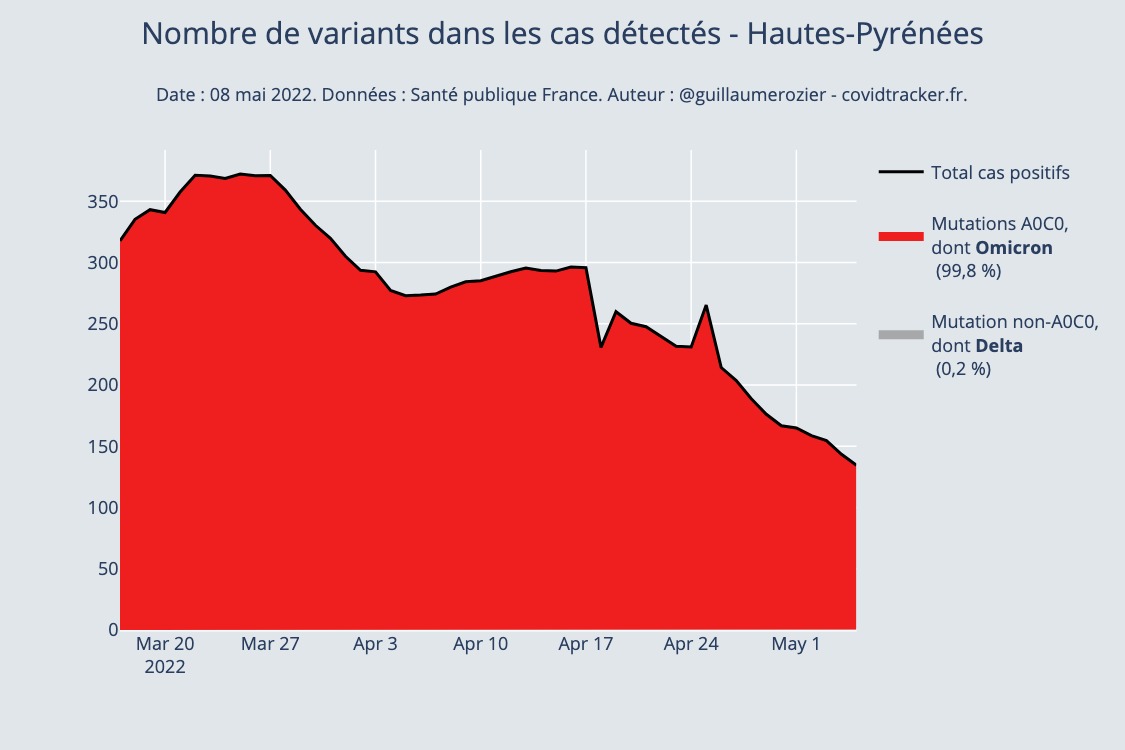 Nombre de variants dans les cas détectés - Hautes-Pyrénées
Date : 08 mai 2022. Données : Santé publique France. Auteur : @guillaumerozier - covidtracker.fr.
Total cas positifs
Mutations A0C0,
dont Omicron
(99,8 %)
Mutation non-A0C0,
dont Delta
(0,2 %)
350
300
250
200
150
100
50
0
Mar 20 Mar 27 Apr 3 Apr 10 Apr 17 Apr 24 May 1
2022